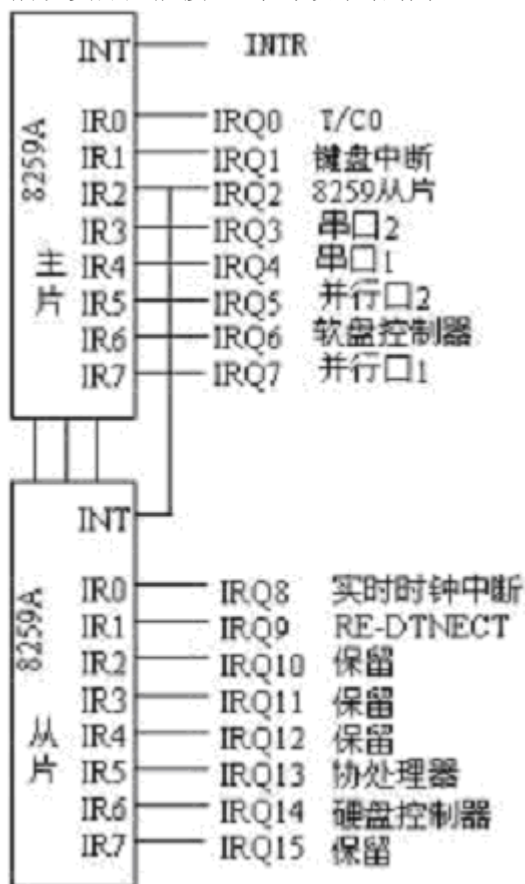 INT INTR
8259A
主片
IR0 IRQ0 T/C0
IR1 IRQ1 键盘中断
IR2 IRQ2 8259从片
IR3 IRQ3 串口2
IR4 IRQ4 串口1
IR5 IRQ5 并行口2
IR6 IRQ6 软盘控制器
IR7 IRQ7 并行口1
INT
8259A
从片
IR0 IRQ8 实时时钟中断
IR1 IRQ9 RE-DTNECT
IR2 IRQ10 保留
IR3 IRQ11 保留
IR4 IRQ12 保留
IR5 IRQ13 协处理器
IR6 IRQ14 硬盘控制器
IR7 IRQ15 保留